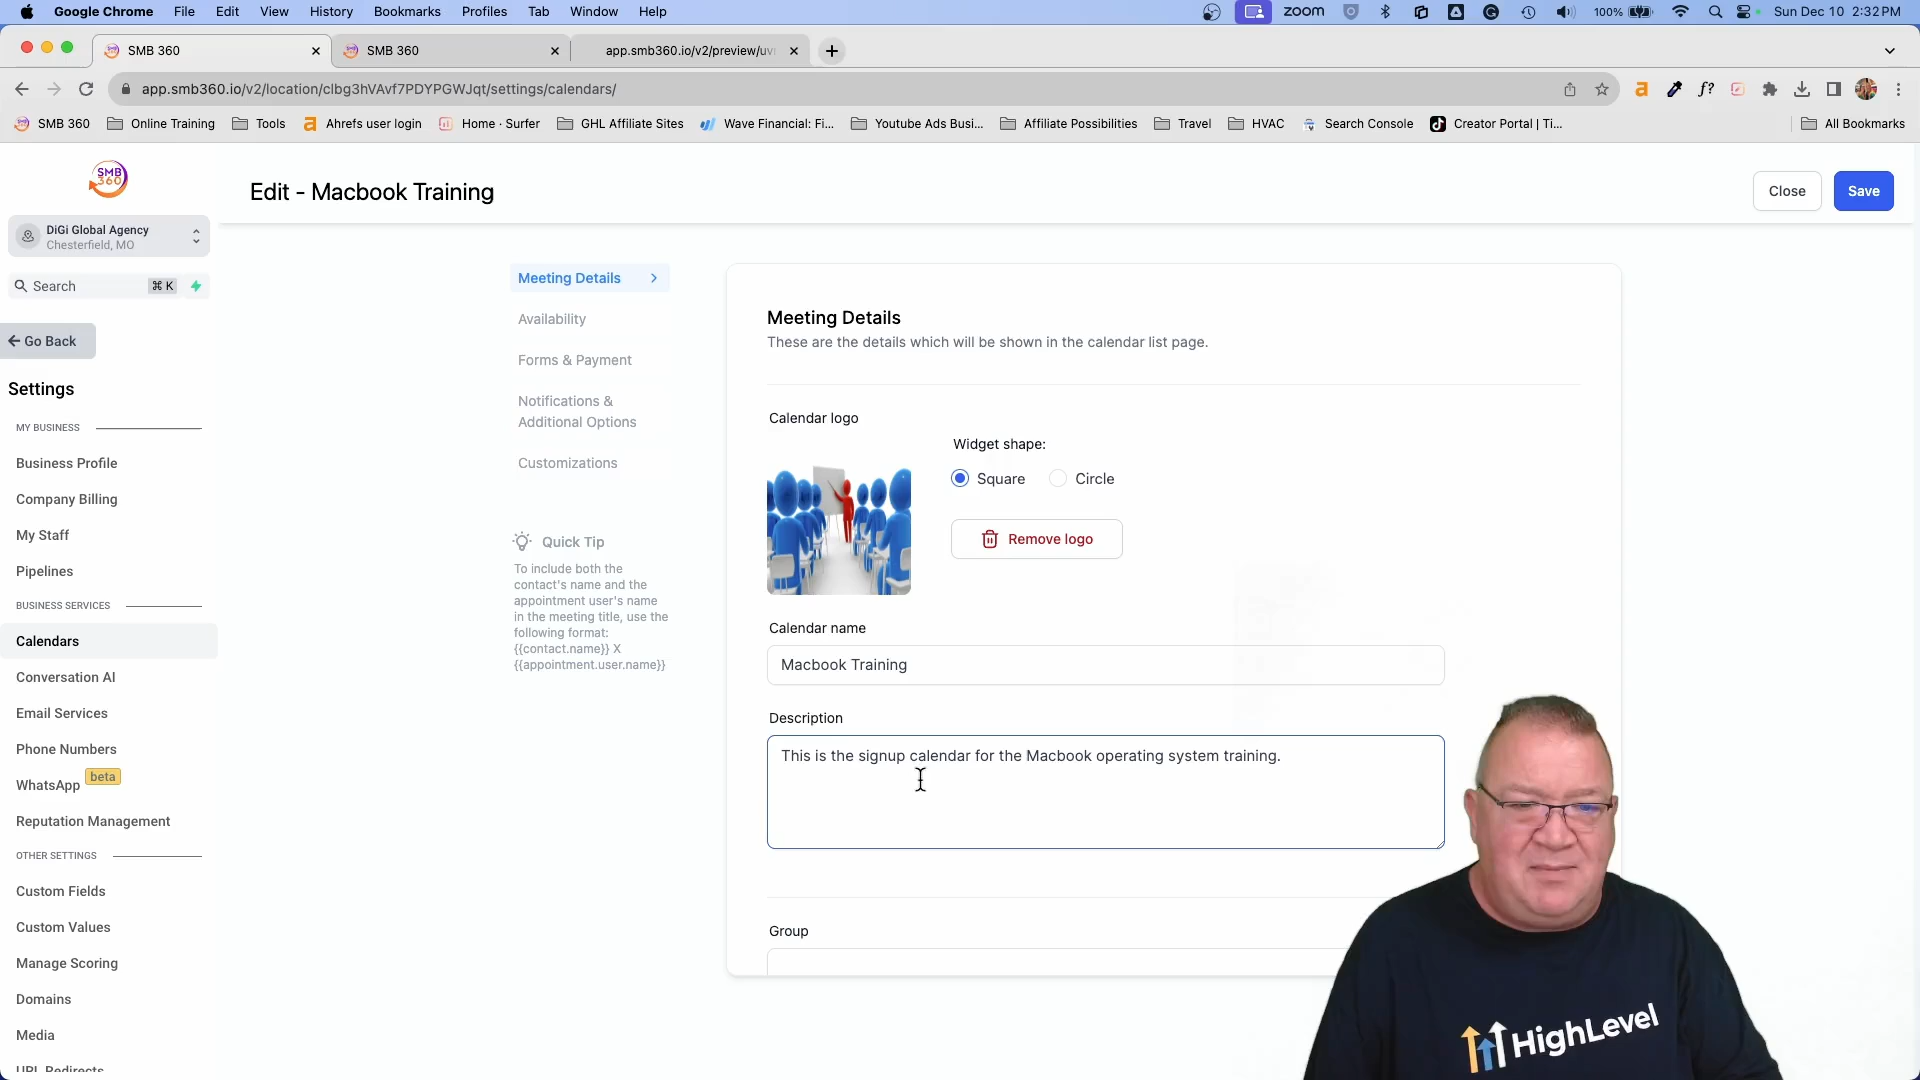 Google Chrome File Edit View History Bookmarks Profiles Tab Window Help zoom 100% Sun Dec 10 2:32 PM
SMB 360 SMB 360 app.smb360.io/v2/preview/uv
app.smb360.io/v2/location/clbg3hVAvf7PDYPGWJqt/settings/calendars/ a f?
SMB 360 Online Training Tools a Ahrefs user login Home · Surfer GHL Affiliate Sites Wave Financial: Fi... Youtube Ads Busi... Affiliate Possibilities Travel HVAC Search Console Creator Portal | Ti... All Bookmarks
SMB
360
Edit - Macbook Training
Close Save
DiGi Global Agency
Chesterfield, MO
Search ⌘ K
Go Back
Settings
MY BUSINESS
Business Profile
Company Billing
My Staff
Pipelines
BUSINESS SERVICES
Calendars
Conversation AI
Email Services
Phone Numbers
WhatsApp beta
Reputation Management
OTHER SETTINGS
Custom Fields
Custom Values
Manage Scoring
Domains
Media
URL Redirects
Meeting Details
Availability
Forms & Payment
Notifications &
Additional Options
Customizations
Quick Tip
To include both the
contact's name and the
appointment user's name
in the meeting title, use the
following format:
{{contact.name}} X
{{appointment.user.name}}
Meeting Details
These are the details which will be shown in the calendar list page.
Calendar logo
Widget shape:
Square Circle
Remove logo
Calendar name
Macbook Training
Description
This is the signup calendar for the Macbook operating system training.
Group
HighLevel